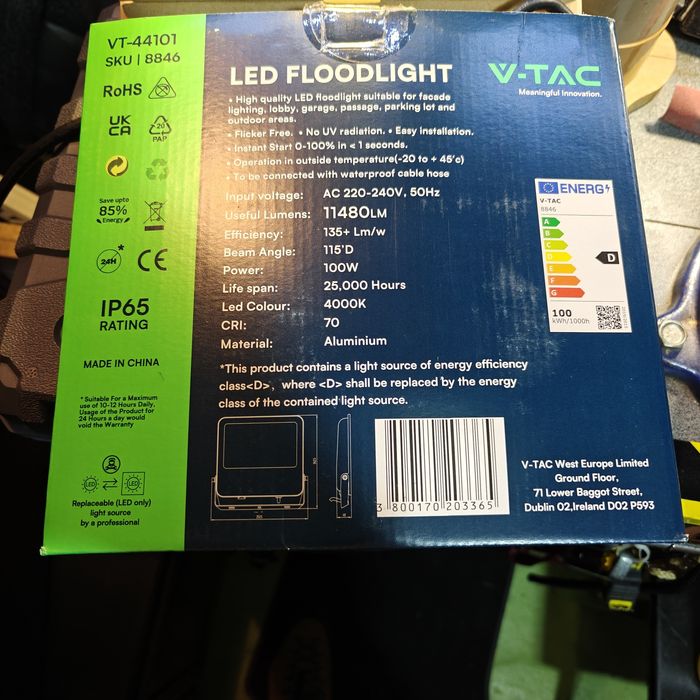 VT-44101
SKU | 8846
RoHS
UK
CA
20
PAP
Save upto
85%
Energy
24H*
CE
IP65
RATING
MADE IN CHINA
* Suitable For a Maximum
use of 10-12 Hours Daily,
Usage of the Product for
24 Hours a day would
void the Warranty
LED
LED
Replaceable (LED only)
light source
by a professional
LED FLOODLIGHT
V-TAC
Meaningful innovation.
• High quality LED floodlight suitable for facade
lighting, lobby, garage, passage, parking lot and
outdoor areas.
• Flicker Free. • No UV radiation. • Easy installation.
• Instant Start 0-100% in < 1 seconds.
• Operation in outside temperature(-20 to + 45°c)
• To be connected with waterproof cable hose
Input voltage: AC 220-240V, 50Hz
Useful Lumens: 11480LM
Efficiency: 135+ Lm/w
Beam Angle: 115'D
Power: 100W
Life span: 25,000 Hours
Led Colour: 4000K
CRI: 70
Material: Aluminium
ENERG
V-TAC
8846
A
B
C
D
E
F
G
D
100
kWh/1000h
*This product contains a light source of energy efficiency
class<D>, where <D> shall be replaced by the energy
class of the contained light source.
3 800170 203365
V-TAC West Europe Limited
Ground Floor,
71 Lower Baggot Street,
Dublin 02,Ireland D02 P593